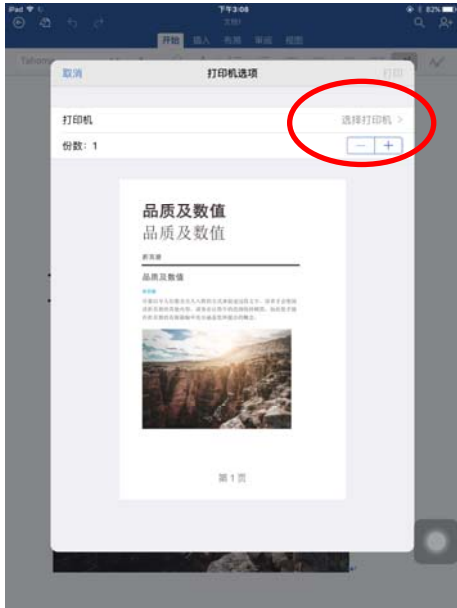 iPad
下午3:08
82%
文档1
开始 插入 布局 审阅 视图
取消 打印机选项 打印
打印机 选择打印机 >
份数：1 − +
品质及数值
品质及数值
品质及数值
第 1 页